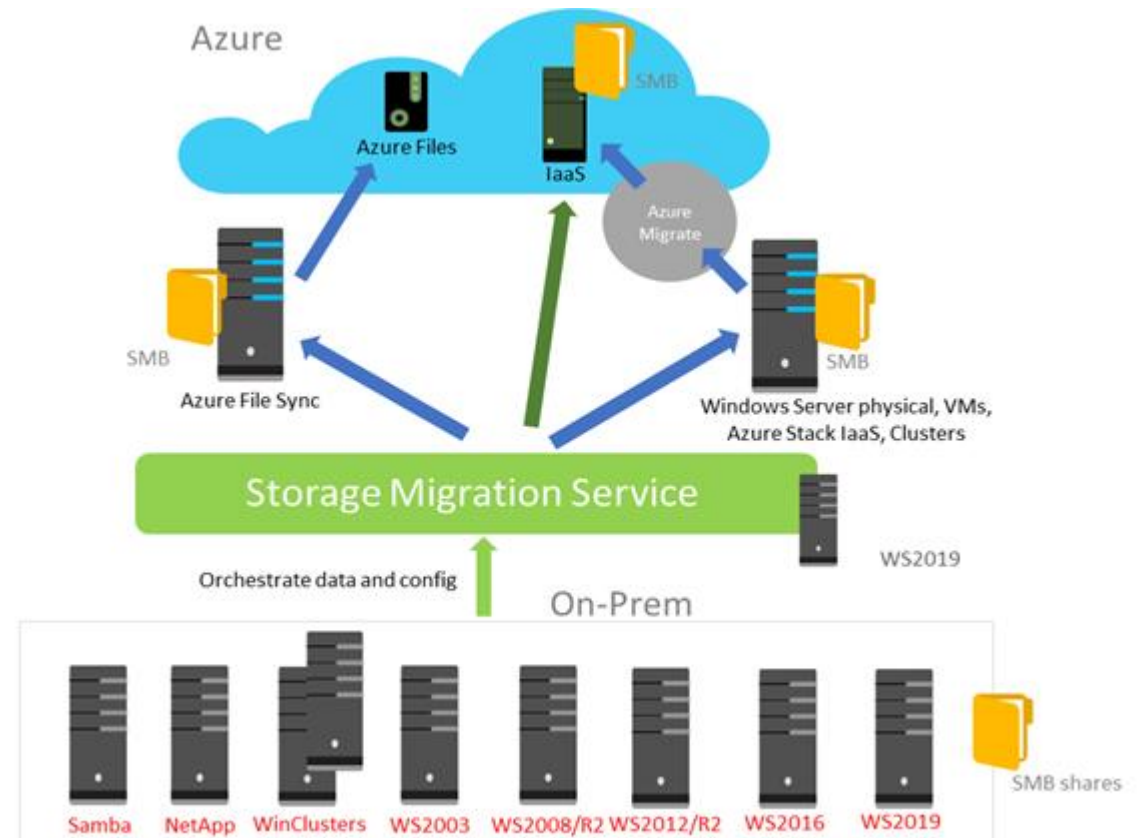 Azure
SMB
Azure Files
IaaS
Azure
Migrate
SMB
SMB
Azure File Sync
Windows Server physical, VMs,
Azure Stack IaaS, Clusters
Storage Migration Service
WS2019
Orchestrate data and config
On-Prem
SMB shares
Samba NetApp WinClusters WS2003 WS2008/R2 WS2012/R2 WS2016 WS2019